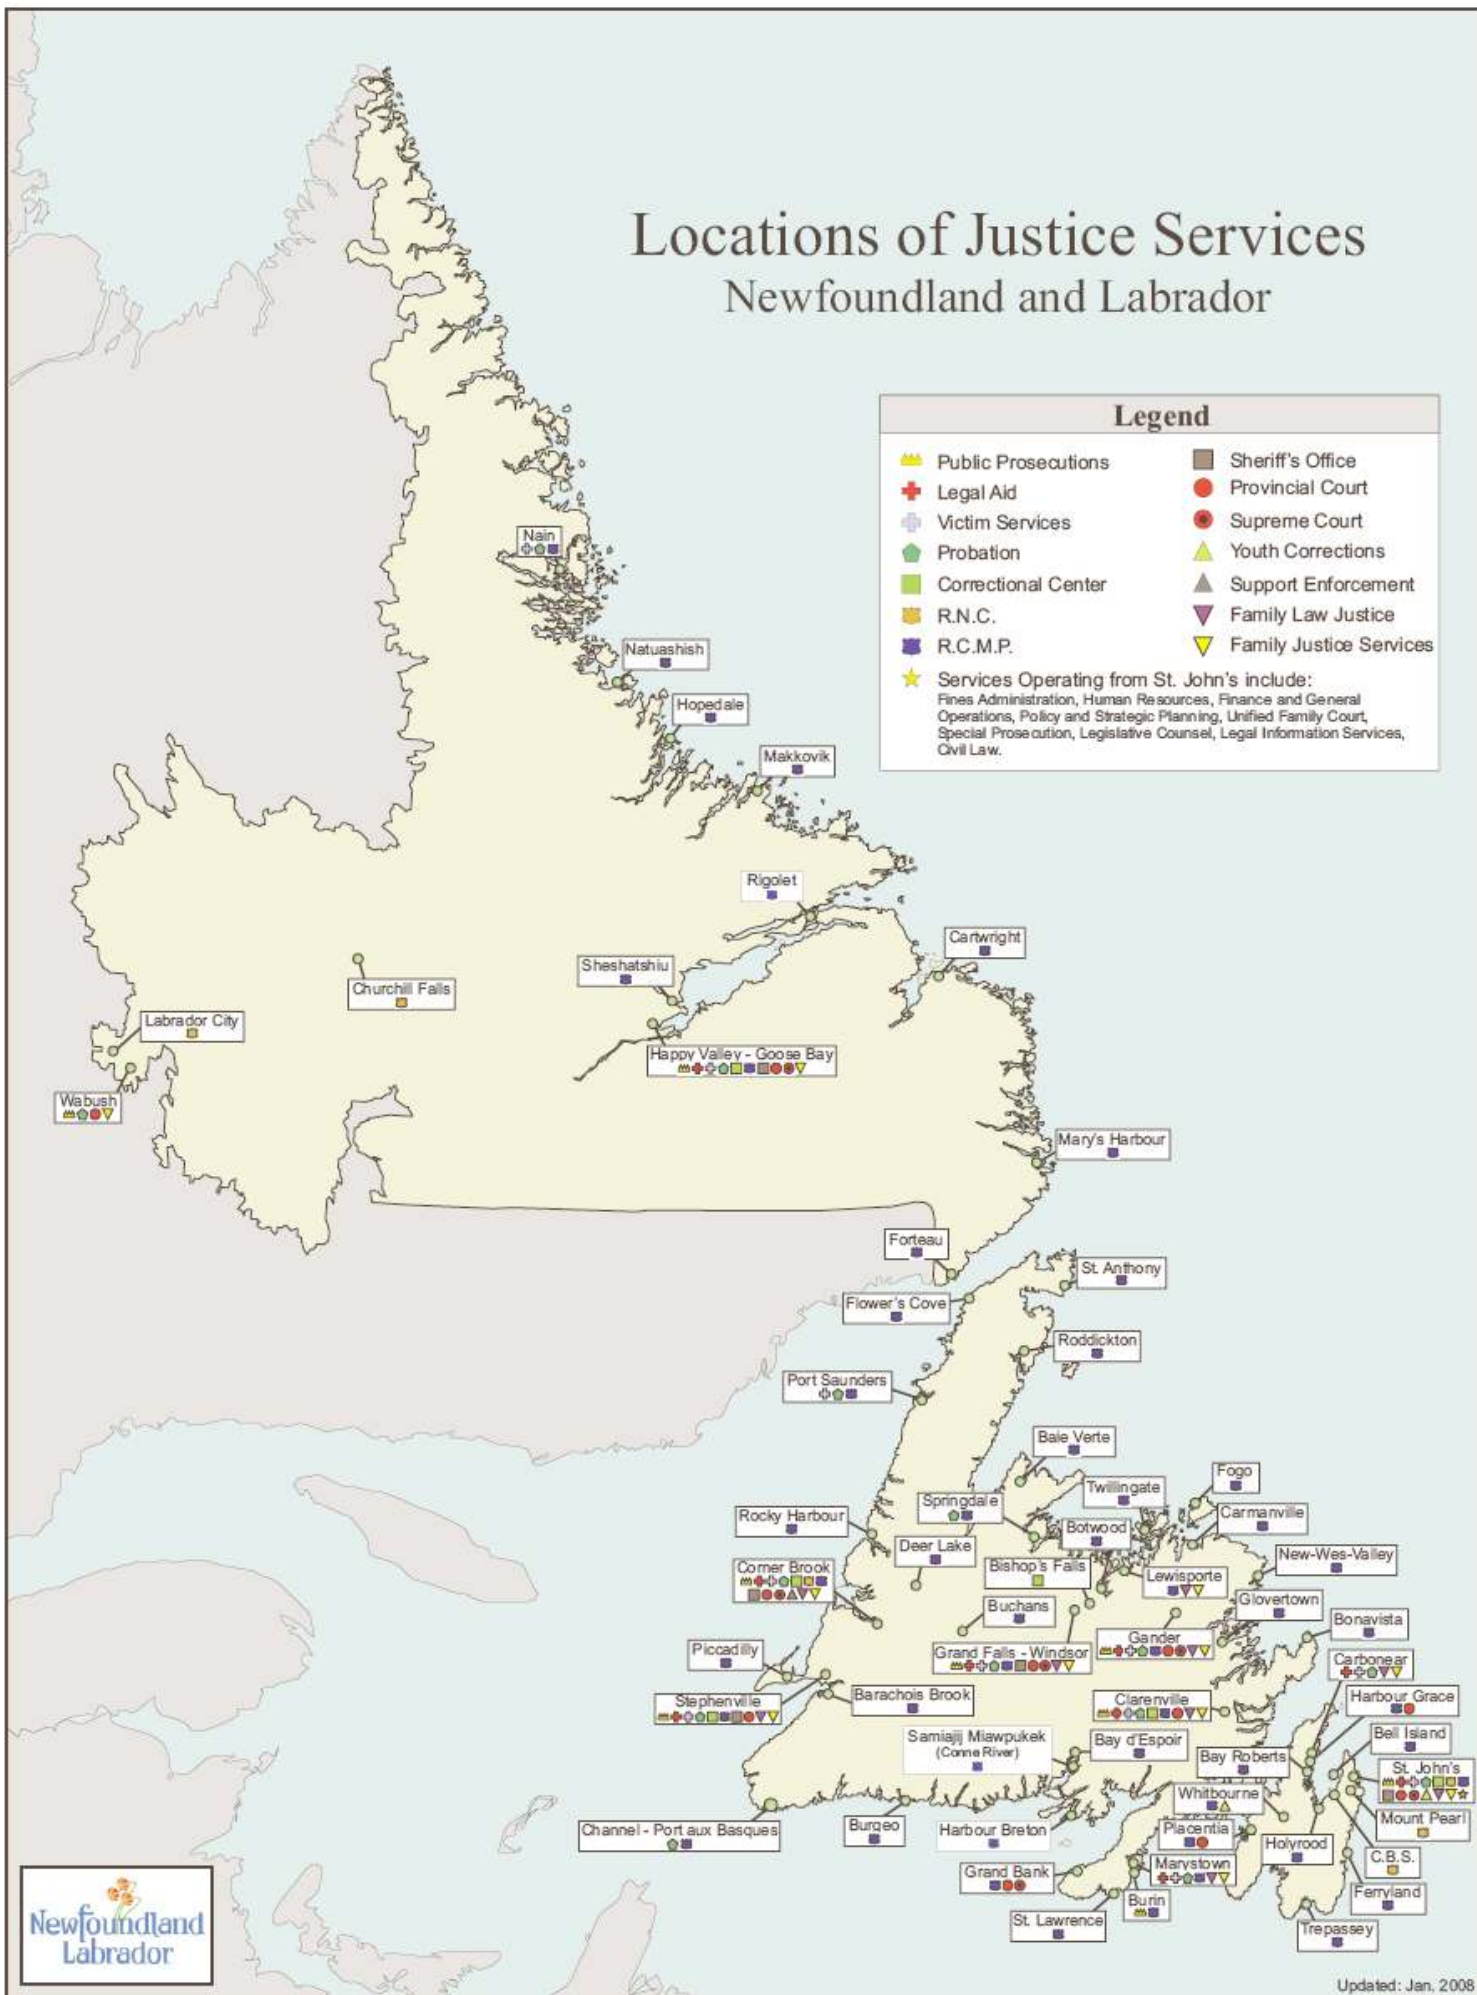 Locations of Justice Services
Newfoundland and Labrador
Legend
Public Prosecutions
Legal Aid
Victim Services
Probation
Correctional Center
R.N.C.
R.C.M.P.
Sheriff's Office
Provincial Court
Supreme Court
Youth Corrections
Support Enforcement
Family Law Justice
Family Justice Services
Services Operating from St. John's include:
Fines Administration, Human Resources, Finance and General
Operations, Policy and Strategic Planning, Unified Family Court,
Special Prosecution, Legislative Counsel, Legal Information Services,
Civil Law.
Nain
Natuashish
Hopedale
Makkovik
Rigolet
Cartwright
Sheshatshiu
Churchill Falls
Labrador City
Happy Valley - Goose Bay
Wabush
Mary's Harbour
Forteau
St. Anthony
Flower's Cove
Roddickton
Port Saunders
Baie Verte
Fogo
Twillingate
Springdale
Rocky Harbour
Carmanville
Botwood
Deer Lake
New-Wes-Valley
Corner Brook
Bishop's Falls
Lewisporte
Glovertown
Buchans
Bonavista
Gander
Grand Falls - Windsor
Piccadilly
Carbonear
Stephenville
Barachois Brook
Clarenville
Harbour Grace
Samiajij Miawpukek
(Conne River)
Bay d'Espoir
Bell Island
Bay Roberts
St. John's
Whitbourne
Mount Pearl
Channel - Port aux Basques
Burgeo
Harbour Breton
Placentia
Holyrood
C.B.S.
Grand Bank
Marystown
Ferryland
Burin
St. Lawrence
Trepassey
Newfoundland
Labrador
Updated: Jan, 2008